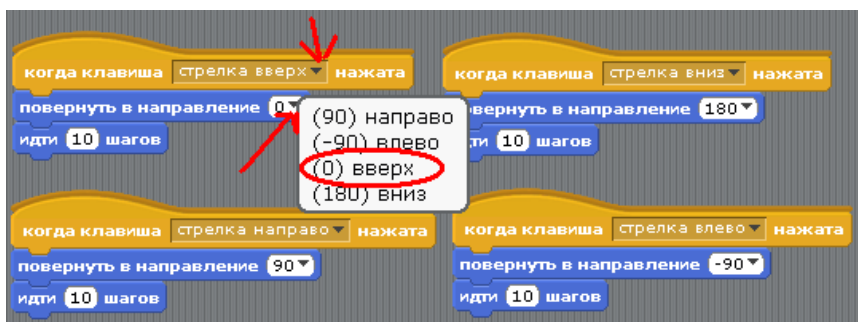 когда клавиша стрелка вверх нажата
повернуть в направление 0
идти 10 шагов
(90) направо
(-90) влево
(0) вверх
(180) вниз
когда клавиша стрелка вниз нажата
вернуть в направление 180
ти 10 шагов
когда клавиша стрелка направо нажата
повернуть в направление 90
идти 10 шагов
когда клавиша стрелка влево нажата
повернуть в направление -90
идти 10 шагов